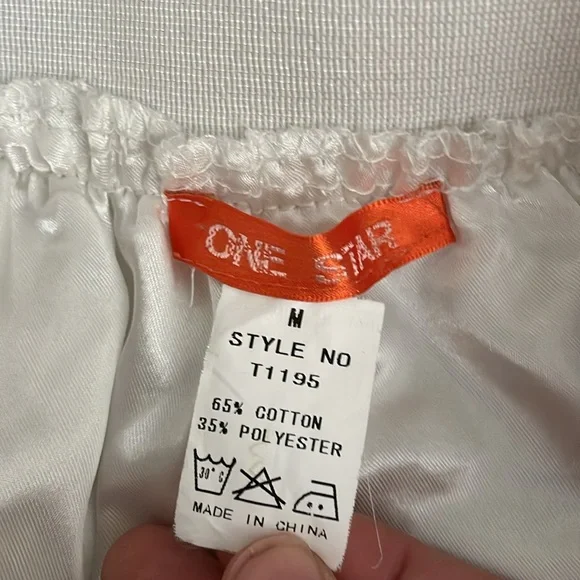 ONE STAR
M
STYLE NO
T1195
65% COTTON
35% POLYESTER
30°C
MADE IN CHINA